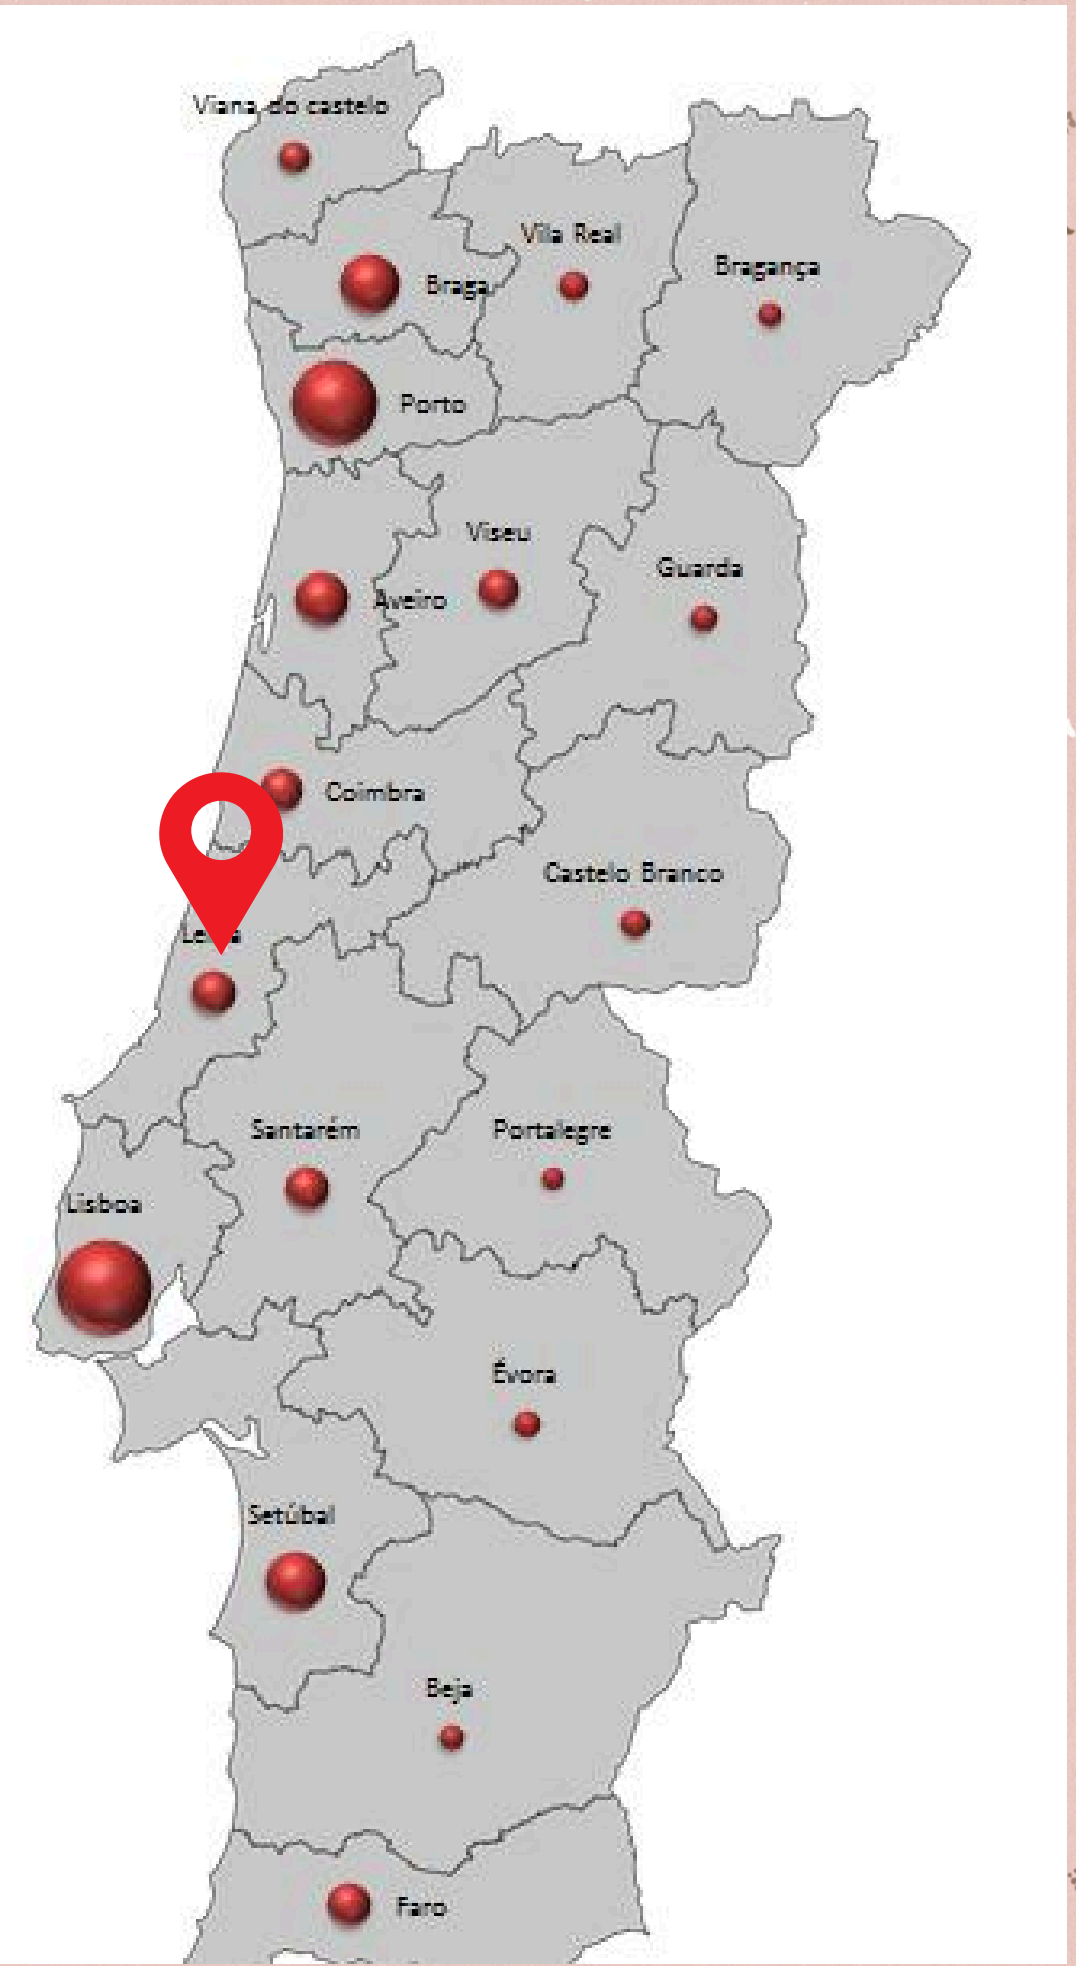 Viana do castelo
Vila Real
Bragança
Braga
Porto
Viseu
Guarda
Aveiro
Coimbra
Castelo Branco
Santarém
Portalegre
Lisboa
Évora
Setúbal
Beja
Faro